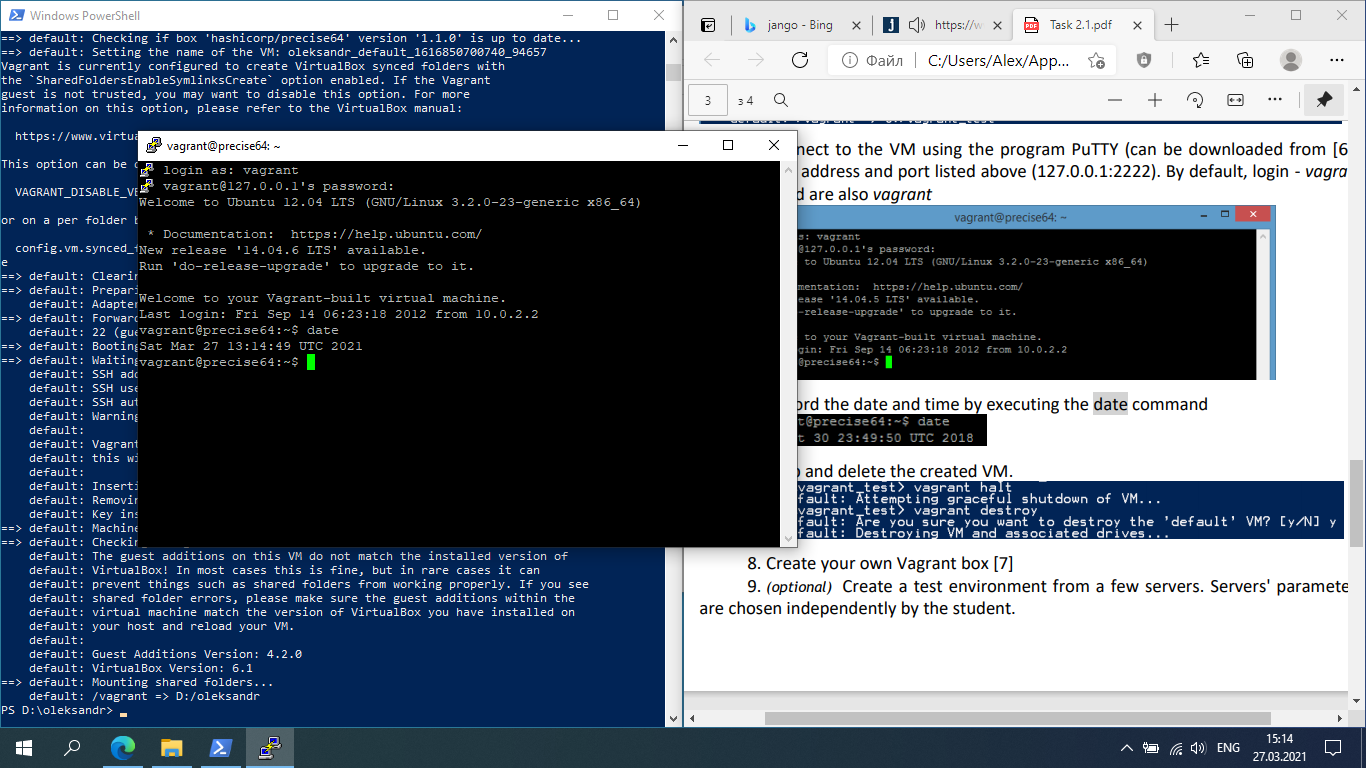 Windows PowerShell
==> default: Checking if box 'hashicorp/precise64' version '1.1.0' is up to date...
==> default: Setting the name of the VM: oleksandr_default_1616850700740_94657
Vagrant is currently configured to create VirtualBox synced folders with
the `SharedFoldersEnableSymlinksCreate` option enabled. If the Vagrant
guest is not trusted, you may want to disable this option. For more
information on this option, please refer to the VirtualBox manual:
https://www.virtua
This option can be
VAGRANT_DISABLE_VB
or on a per folder b
config.vm.synced_f
e
==> default: Clearin
==> default: Prepari
default: Adapter
==> default: Forward
default: 22 (gue
==> default: Booting
==> default: Waiting
default: SSH add
default: SSH use
default: SSH aut
default: Warning
default:
default: Vagrant
default: this wi
default:
default: Inserti
default: Removin
default: Key ins
==> default: Machine
==> default: Checkin
default: The guest additions on this VM do not match the installed version of
default: VirtualBox! In most cases this is fine, but in rare cases it can
default: prevent things such as shared folders from working properly. If you see
default: shared folder errors, please make sure the guest additions within the
default: virtual machine match the version of VirtualBox you have installed on
default: your host and reload your VM.
default:
default: Guest Additions Version: 4.2.0
default: VirtualBox Version: 6.1
==> default: Mounting shared folders...
default: /vagrant => D:/oleksandr
PS D:\oleksandr>
vagrant@precise64: ~
login as: vagrant
vagrant@127.0.0.1's password:
Welcome to Ubuntu 12.04 LTS (GNU/Linux 3.2.0-23-generic x86_64)
* Documentation:  https://help.ubuntu.com/
New release '14.04.6 LTS' available.
Run 'do-release-upgrade' to upgrade to it.
Welcome to your Vagrant-built virtual machine.
Last login: Fri Sep 14 06:23:18 2012 from 10.0.2.2
vagrant@precise64:~$ date
Sat Mar 27 13:14:49 UTC 2021
vagrant@precise64:~$
jango - Bing
https://w
Task 2.1.pdf
Файл
C:/Users/Alex/App...
3 з 4
nect to the VM using the program PuTTY (can be downloaded from [6
address and port listed above (127.0.0.1:2222). By default, login - vagra
d are also vagrant
vagrant@precise64: ~
s: vagrant
@127.0.0.1's password:
to Ubuntu 12.04 LTS (GNU/Linux 3.2.0-23-generic x86_64)
mentation:  https://help.ubuntu.com/
ease '14.04.5 LTS' available.
-release-upgrade' to upgrade to it.
to your Vagrant-built virtual machine.
gin: Fri Sep 14 06:23:18 2012 from 10.0.2.2
@precise64:~$
ord the date and time by executing the date command
t@precise64:~$ date
t 30 23:49:50 UTC 2018
and delete the created VM.
vagrant_test> vagrant halt
fault: Attempting graceful shutdown of VM...
vagrant_test> vagrant destroy
fault: Are you sure you want to destroy the 'default' VM? [y/N] y
fault: Destroying VM and associated drives...
8. Create your own Vagrant box [7]
9. (optional) Create a test environment from a few servers. Servers' paramete
are chosen independently by the student.
ENG
15:14
27.03.2021